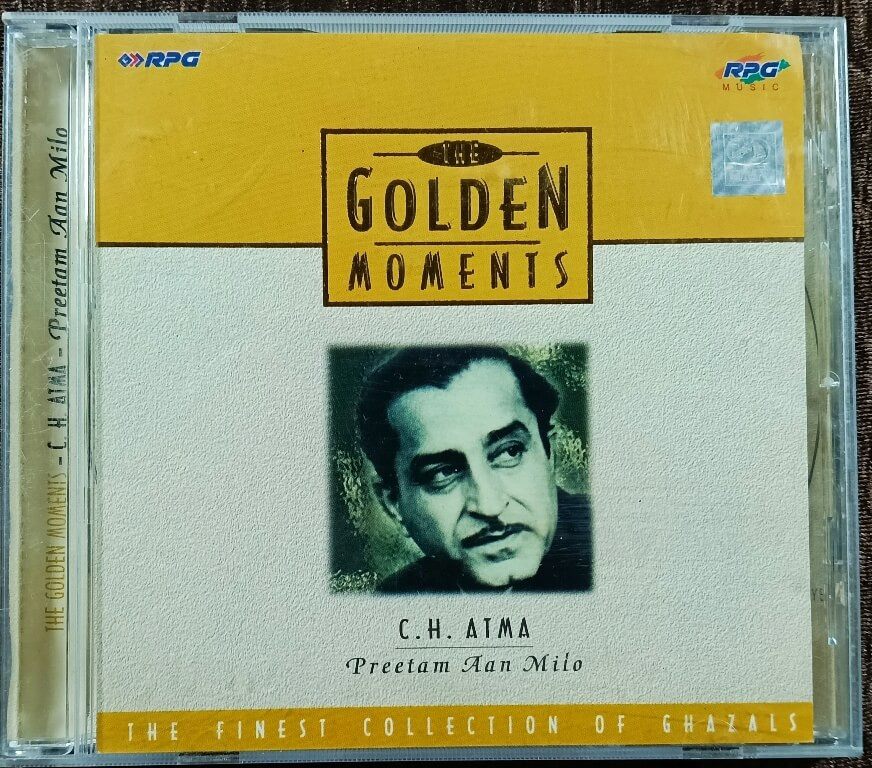 RPG
RPG
MUSIC
THE
GOLDEN
MOMENTS
C.H. ATMA
Preetam Aan Milo
THE FINEST COLLECTION OF GHAZALS
THE GOLDEN MOMENTS - C.H. ATMA - Preetam Aan Milo